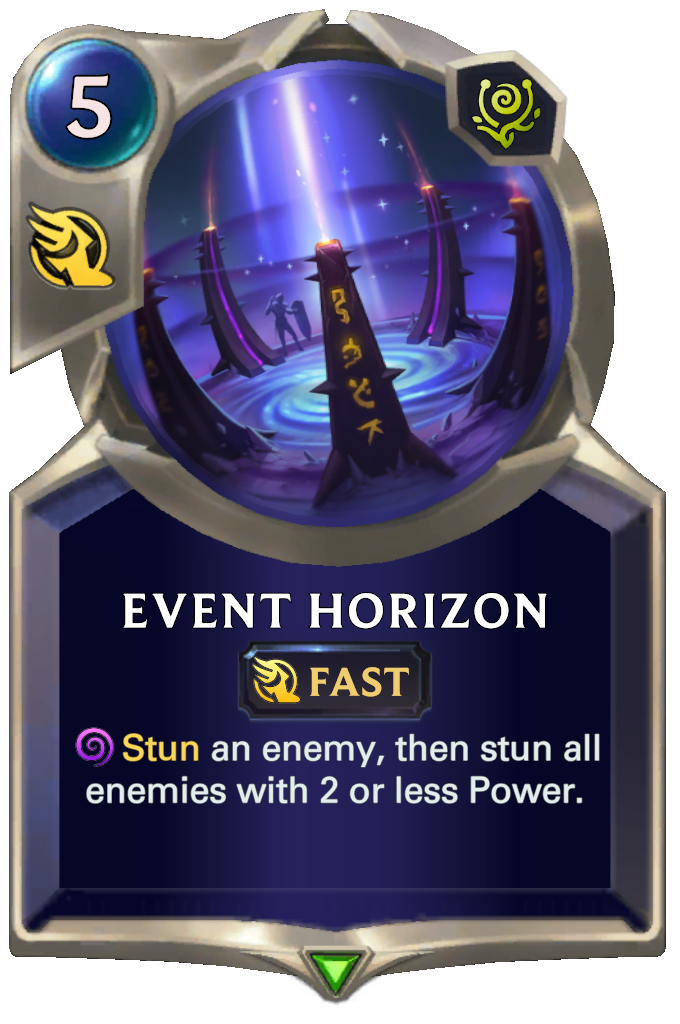 5
EVENT HORIZON
FAST
Stun an enemy, then stun all
enemies with 2 or less Power.